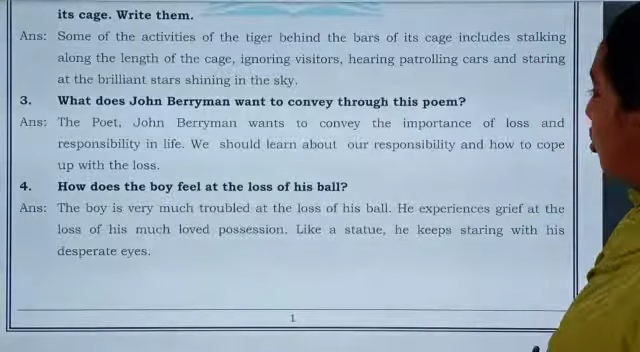 its cage. Write them.
Ans: Some of the activities of the tiger behind the bars of its cage includes stalking
along the length of the cage, ignoring visitors, hearing patrolling cars and staring
at the brilliant stars shining in the sky.
3. What does John Berryman want to convey through this poem?
Ans: The Poet, John Berryman wants to convey the importance of loss and
responsibility in life. We should learn about our responsibility and how to cope
up with the loss.
4. How does the boy feel at the loss of his ball?
Ans: The boy is very much troubled at the loss of his ball. He experiences grief at the
loss of his much loved possession. Like a statue, he keeps staring with his
desperate eyes.
1